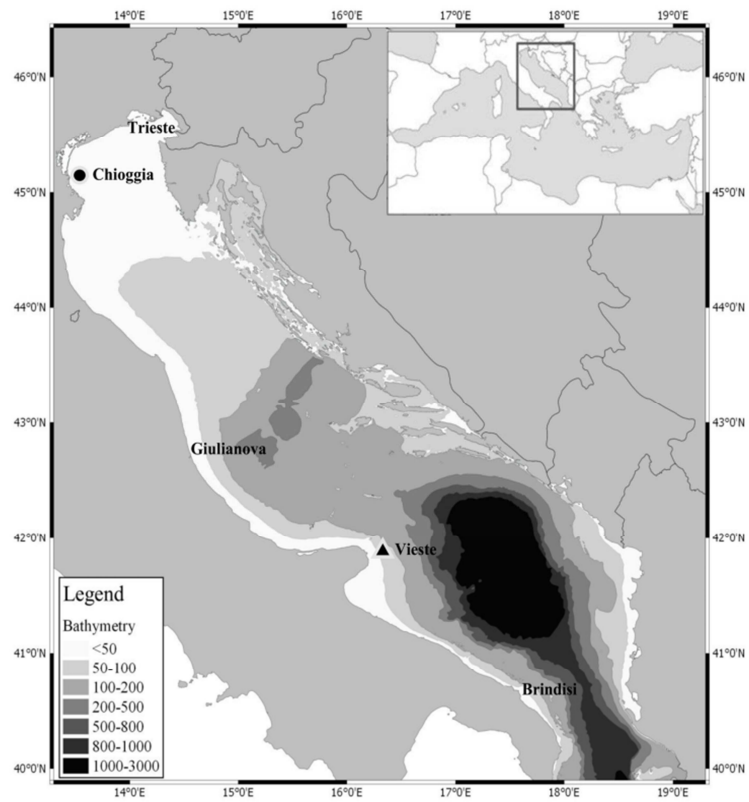 14°0'E 15°0'E 16°0'E 17°0'E 18°0'E 19°0'E
46°0'N 46°0'N
Trieste
Chioggia
45°0'N 45°0'N
44°0'N 44°0'N
43°0'N 43°0'N
Giulianova
42°0'N 42°0'N
Vieste
Legend
Bathymetry
<50
50-100
100-200
200-500
500-800
800-1000
1000-3000
41°0'N 41°0'N
Brindisi
40°0'N 40°0'N
14°0'E 15°0'E 16°0'E 17°0'E 18°0'E 19°0'E